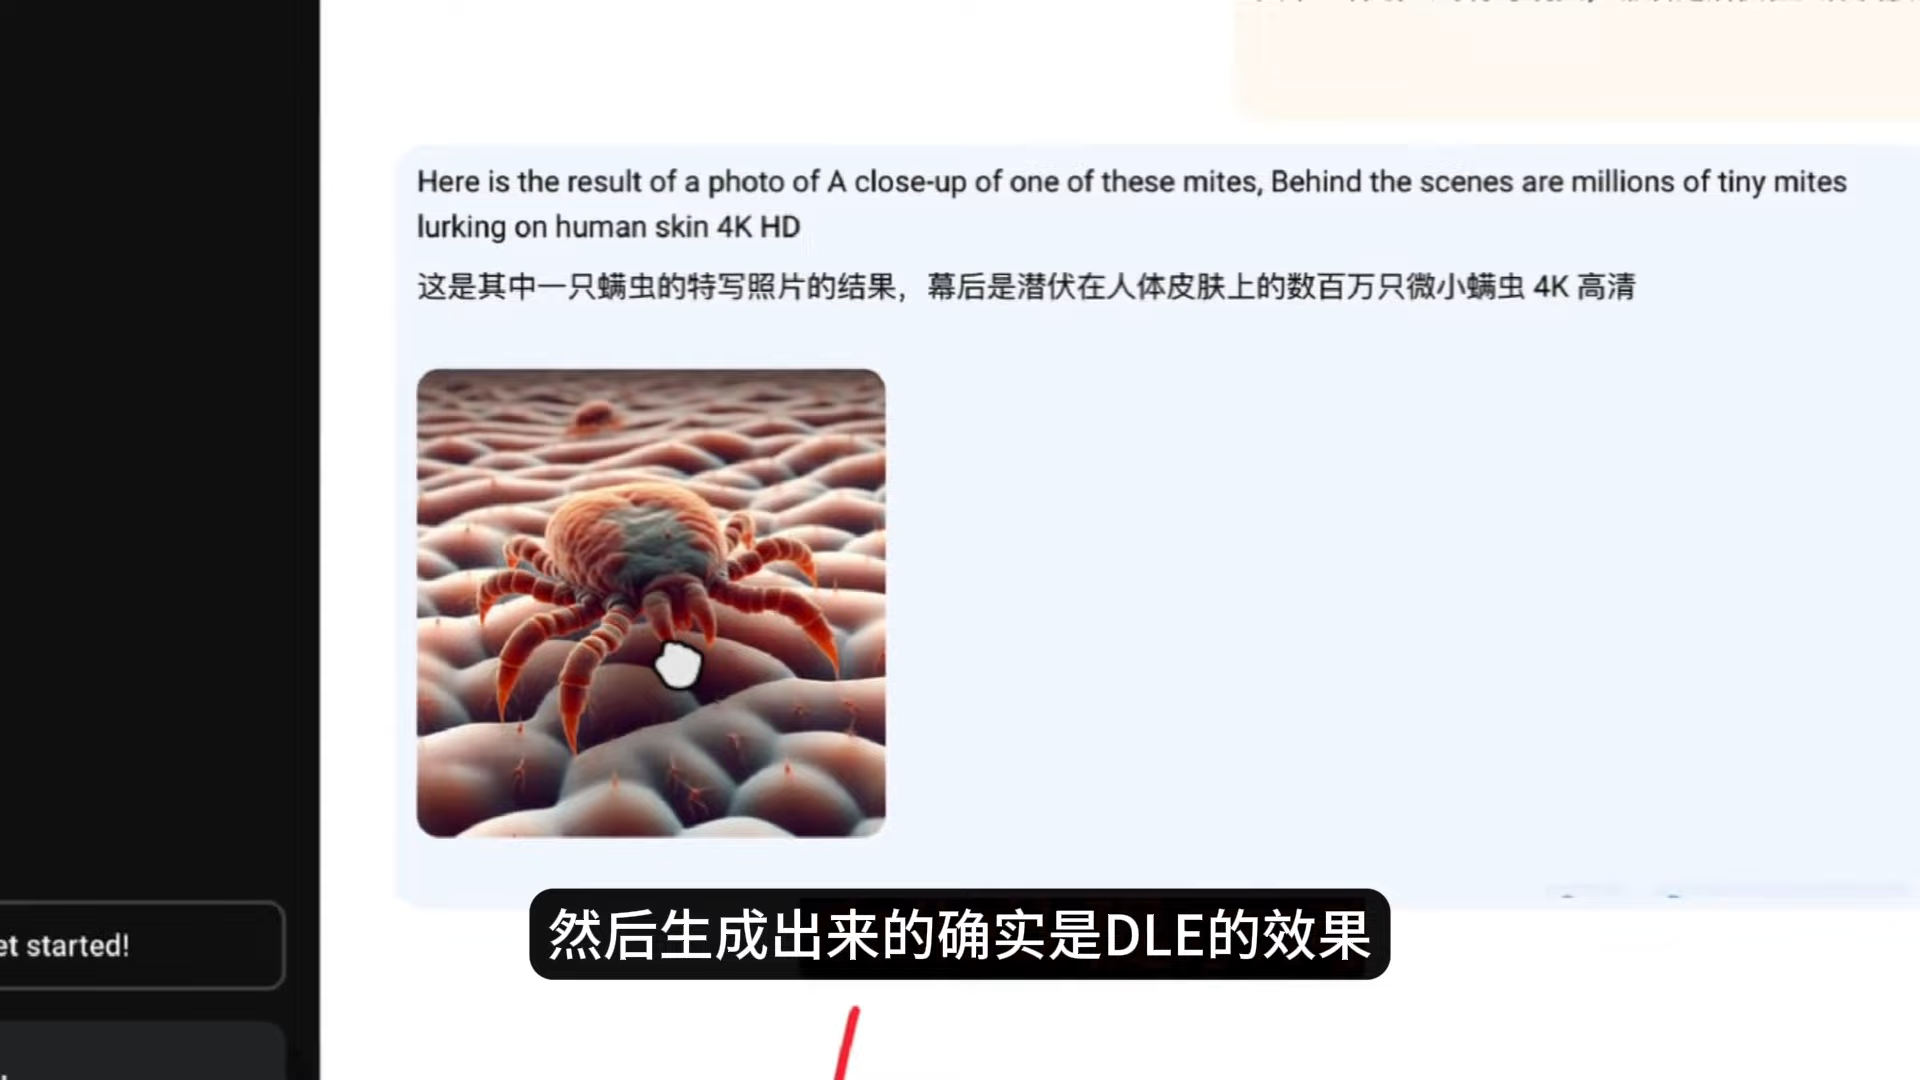 Here is the result of a photo of A close-up of one of these mites, Behind the scenes are millions of tiny mites
lurking on human skin 4K HD
这是其中一只螨虫的特写照片的结果，幕后是潜伏在人体皮肤上的数百万只微小螨虫 4K 高清
et started!
然后生成出来的确实是DLE的效果